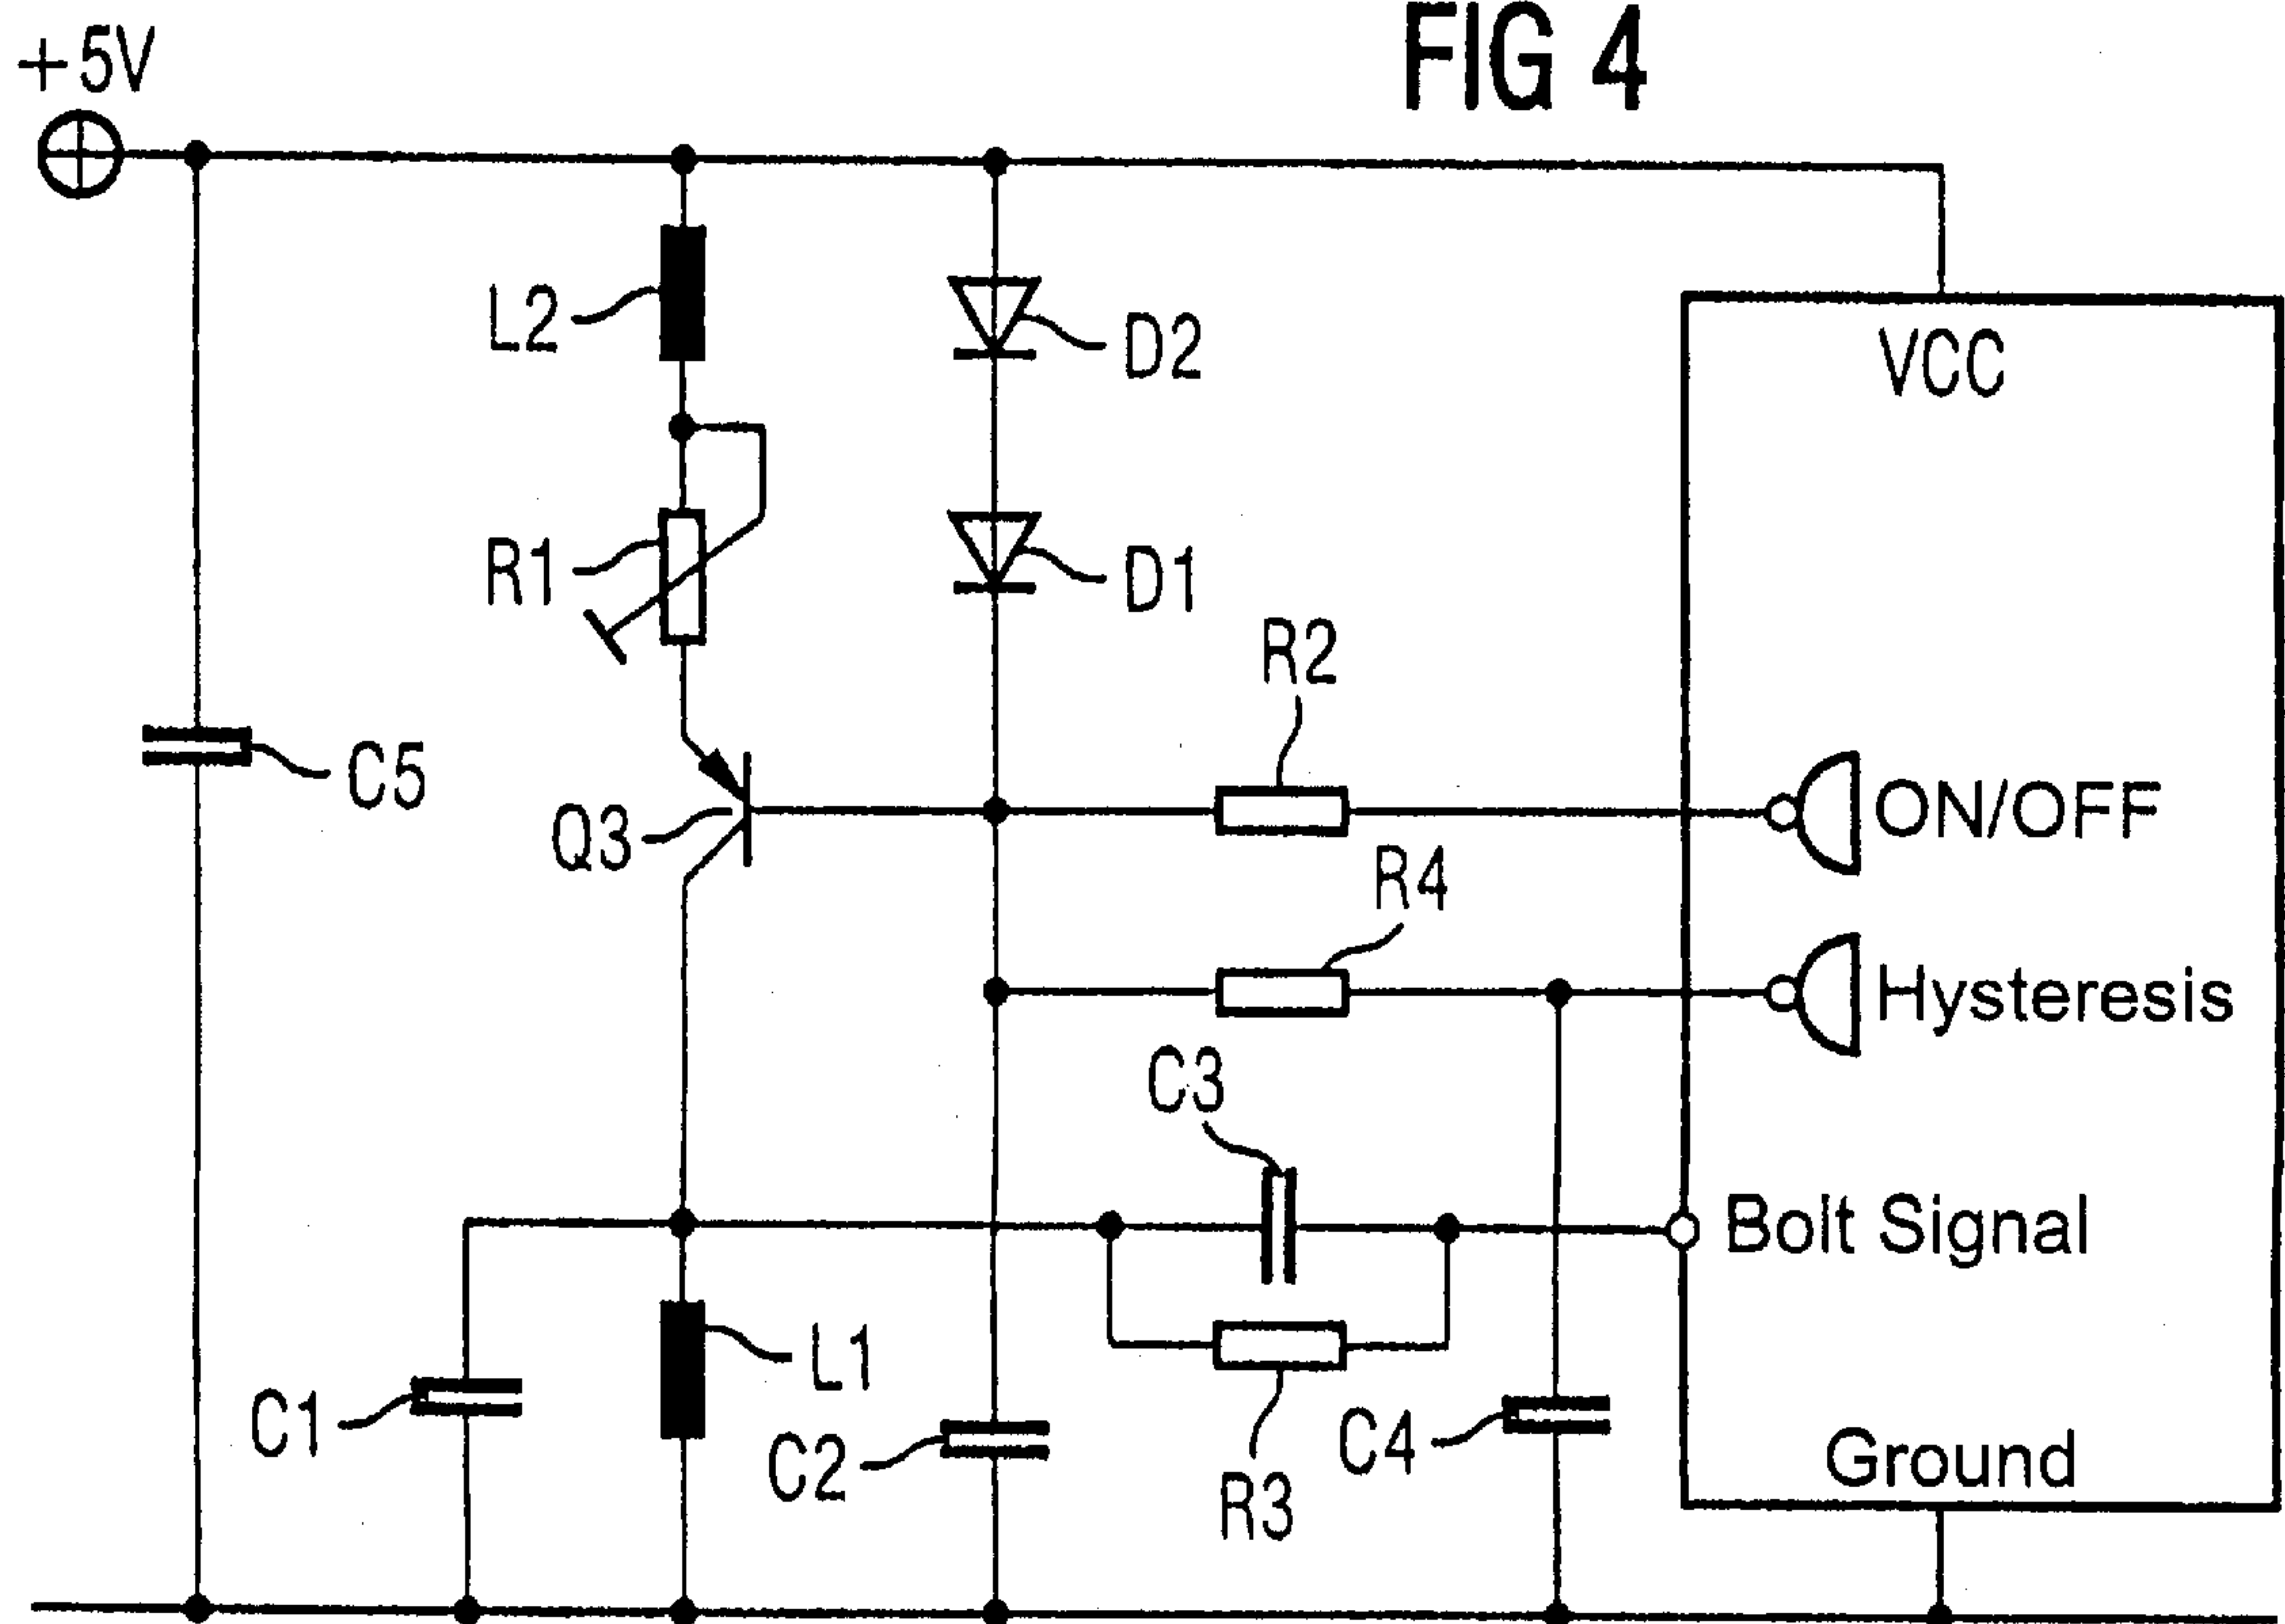 FIG 4
+5V
L2
D2
VCC
R1
D1
R2
C5
Q3
ON/OFF
R4
Hysteresis
C3
Bolt Signal
L1
C1
C2
C4
Ground
R3